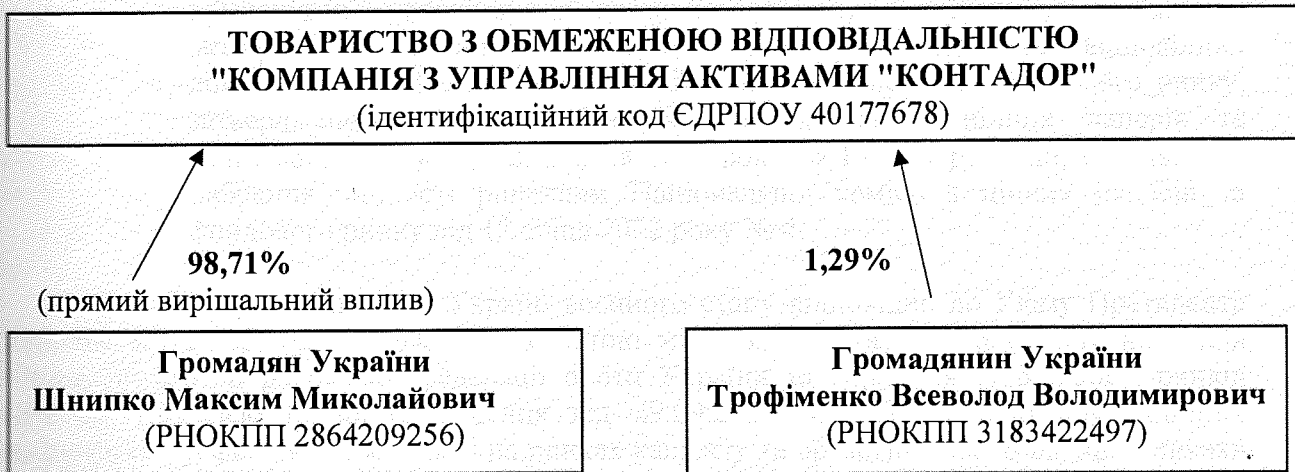 ТОВАРИСТВО З ОБМЕЖЕНОЮ ВІДПОВІДАЛЬНІСТЮ
"КОМПАНІЯ З УПРАВЛІННЯ АКТИВАМИ "КОНТАДОР"
(ідентифікаційний код ЄДРПОУ 40177678)
98,71%
(прямий вирішальний вплив)
1,29%
Громадян України
Шнипко Максим Миколайович
(РНОКПП 2864209256)
Громадянин України
Трофіменко Всеволод Володимирович
(РНОКПП 3183422497)